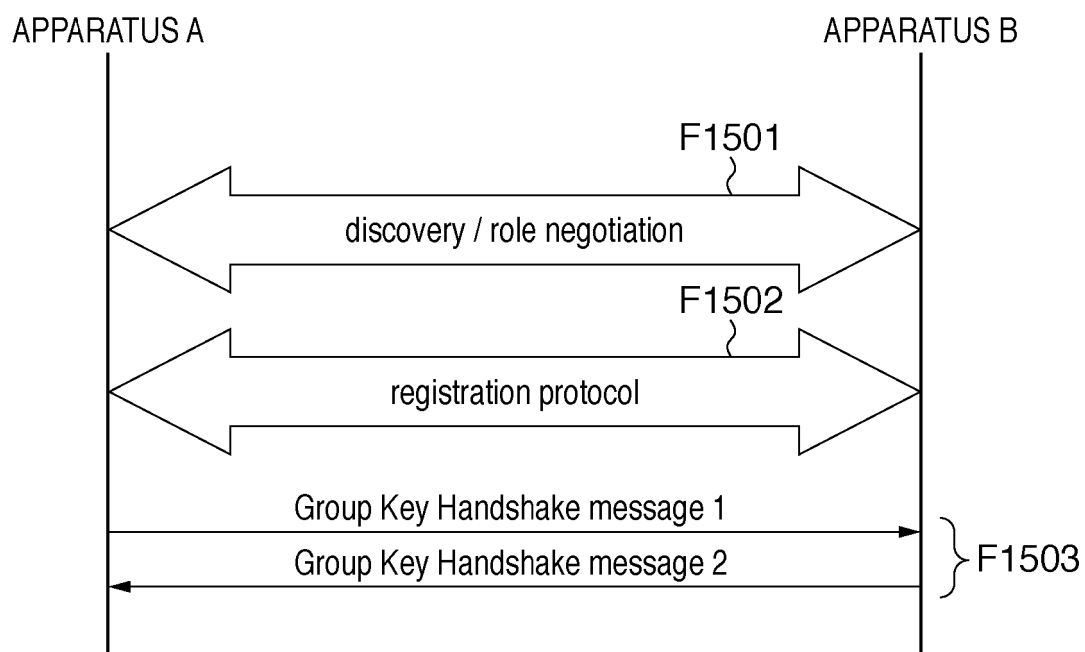 APPARATUS A
APPARATUS B
F1501
discovery / role negotiation
F1502
registration protocol
Group Key Handshake message 1
Group Key Handshake message 2
F1503